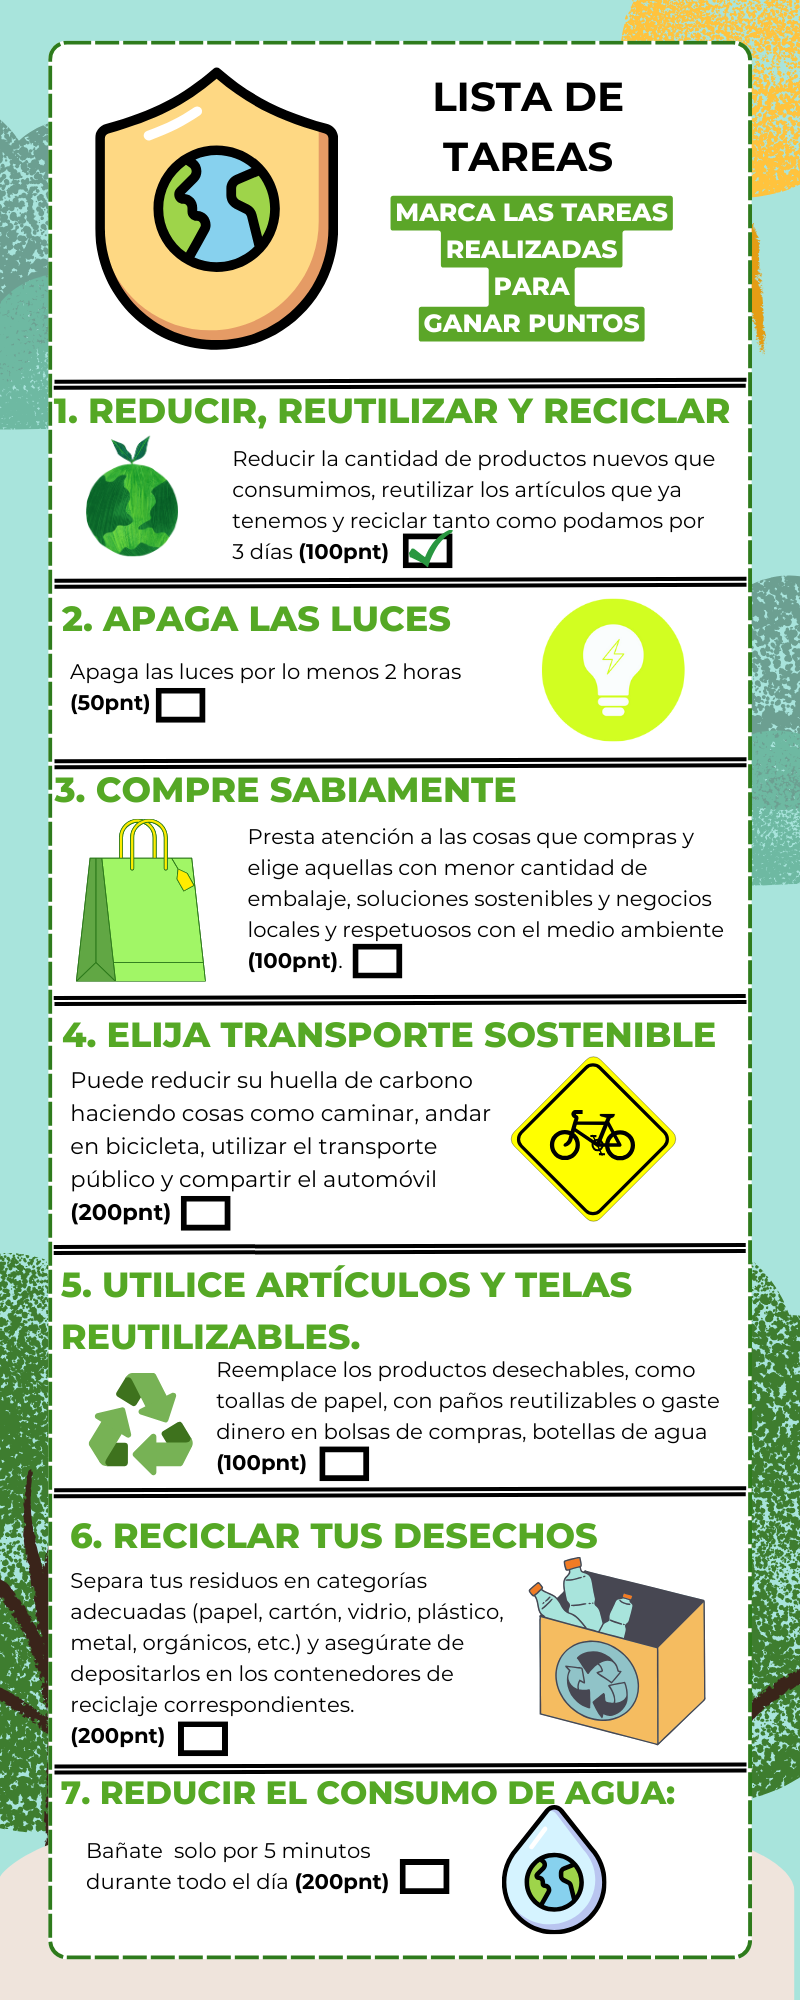 LISTA DE
TAREAS
MARCA LAS TAREAS
REALIZADAS
PARA
GANAR PUNTOS
1. REDUCIR, REUTILIZAR Y RECICLAR
Reducir la cantidad de productos nuevos que
consumimos, reutilizar los artículos que ya
tenemos y reciclar tanto como podamos por
3 días (100pnt)
2. APAGA LAS LUCES
Apaga las luces por lo menos 2 horas
(50pnt)
3. COMPRE SABIAMENTE
Presta atención a las cosas que compras y
elige aquellas con menor cantidad de
embalaje, soluciones sostenibles y negocios
locales y respetuosos con el medio ambiente
(100pnt).
4. ELIJA TRANSPORTE SOSTENIBLE
Puede reducir su huella de carbono
haciendo cosas como caminar, andar
en bicicleta, utilizar el transporte
público y compartir el automóvil
(200pnt)
5. UTILICE ARTÍCULOS Y TELAS
REUTILIZABLES.
Reemplace los productos desechables, como
toallas de papel, con paños reutilizables o gaste
dinero en bolsas de compras, botellas de agua
(100pnt)
6. RECICLAR TUS DESECHOS
Separa tus residuos en categorías
adecuadas (papel, cartón, vidrio, plástico,
metal, orgánicos, etc.) y asegúrate de
depositarlos en los contenedores de
reciclaje correspondientes.
(200pnt)
7. REDUCIR EL CONSUMO DE AGUA:
Bañate  solo por 5 minutos
durante todo el día (200pnt)